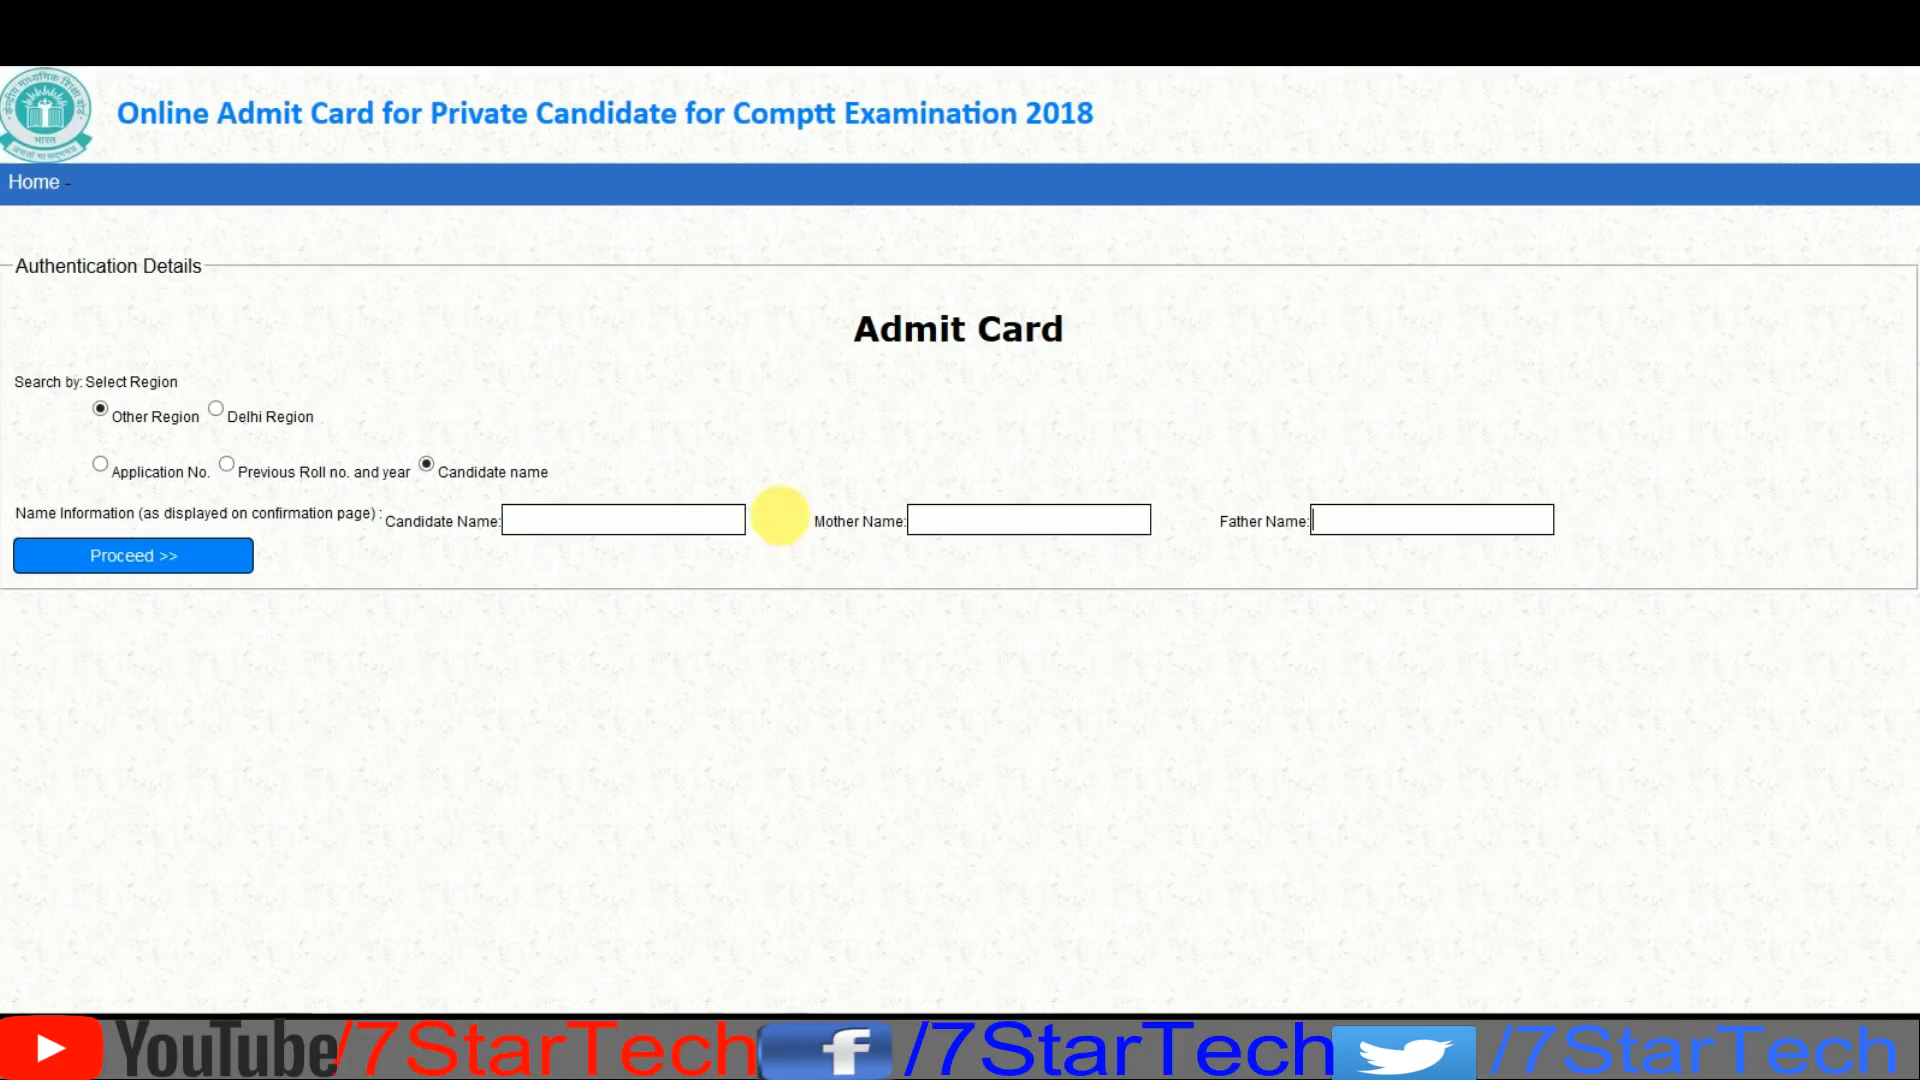 Online Admit Card for Private Candidate for Comptt Examination 2018
Home -
Authentication Details
Admit Card
Search by: Select Region
Other Region Delhi Region
Application No. Previous Roll no. and year Candidate name
Name Information (as displayed on confirmation page) : Candidate Name: Mother Name: Father Name:
Proceed >>
YouTube/7StarTech f /7StarTech /7StarTech